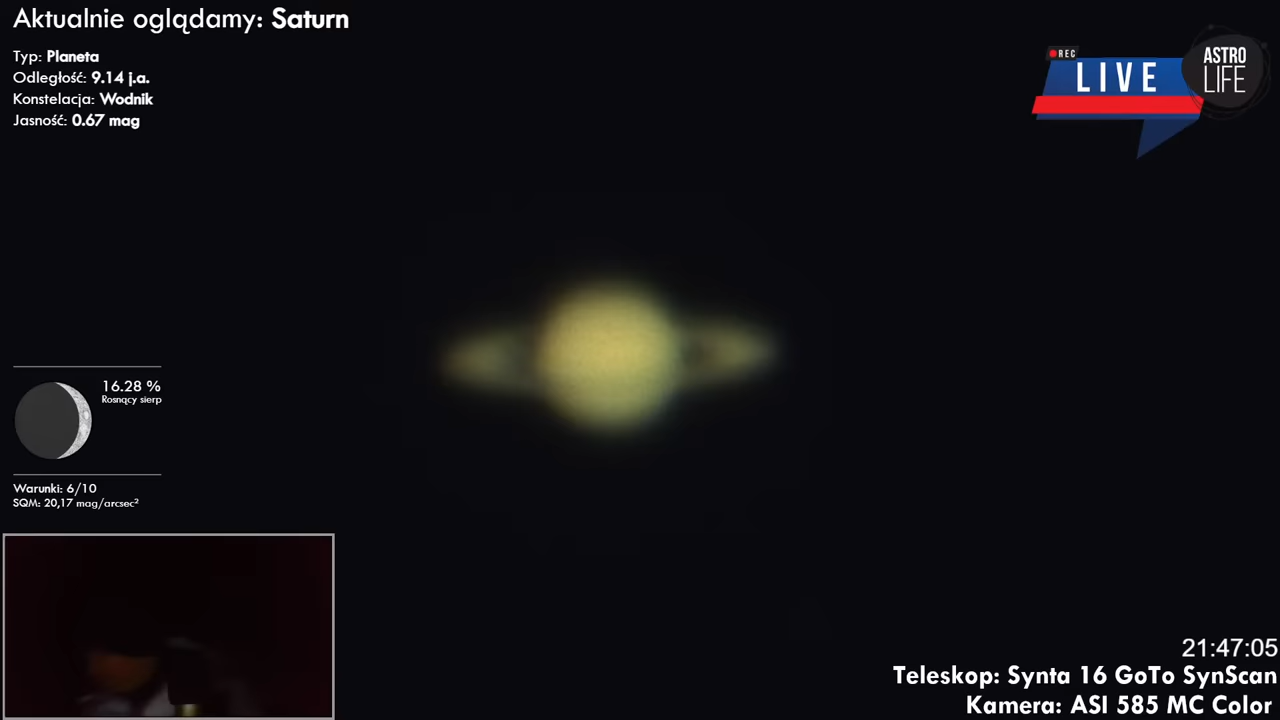 Aktualnie oglądamy: Saturn
Typ: Planeta
Odległość: 9.14 j.a.
Konstelacja: Wodnik
Jasność: 0.67 mag
REC
LIVE
ASTRO
LIFE
16.28 %
Rosnący sierp
Warunki: 6/10
SQM: 20,17 mag/arcsec²
21:47:05
Teleskop: Synta 16 GoTo SynScan
Kamera: ASI 585 MC Color